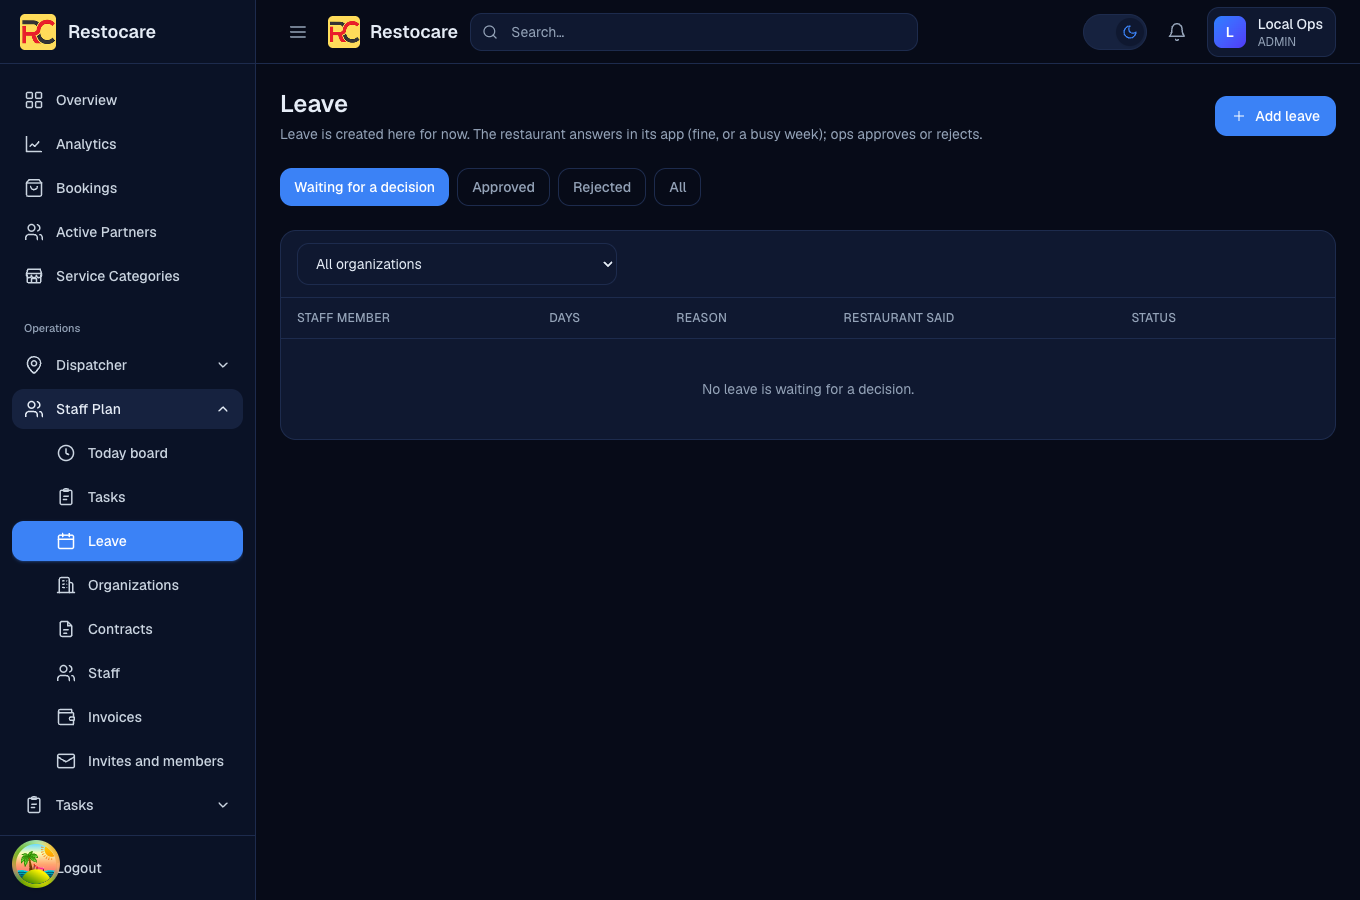 RC Restocare
RC Restocare
Search...
L
Local Ops
ADMIN
Overview
Analytics
Bookings
Active Partners
Service Categories
Operations
Dispatcher
Staff Plan
Today board
Tasks
Leave
Organizations
Contracts
Staff
Invoices
Invites and members
Tasks
Logout
Leave
Leave is created here for now. The restaurant answers in its app (fine, or a busy week); ops approves or rejects.
Add leave
Waiting for a decision
Approved
Rejected
All
All organizations
STAFF MEMBER DAYS REASON RESTAURANT SAID STATUS
No leave is waiting for a decision.